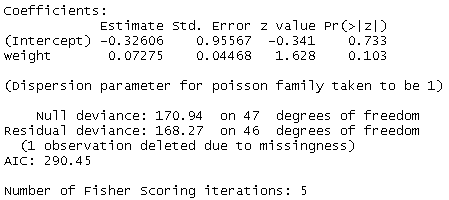 Coefficients:
Estimate Std. Error z value Pr(>|z|)
(Intercept) -0.32606 0.95567 -0.341 0.733
weight 0.07275 0.04468 1.628 0.103
(Dispersion parameter for poisson family taken to be 1)
Null deviance: 170.94 on 47 degrees of freedom
Residual deviance: 168.27 on 46 degrees of freedom
(1 observation deleted due to missingness)
AIC: 290.45
Number of Fisher Scoring iterations: 5